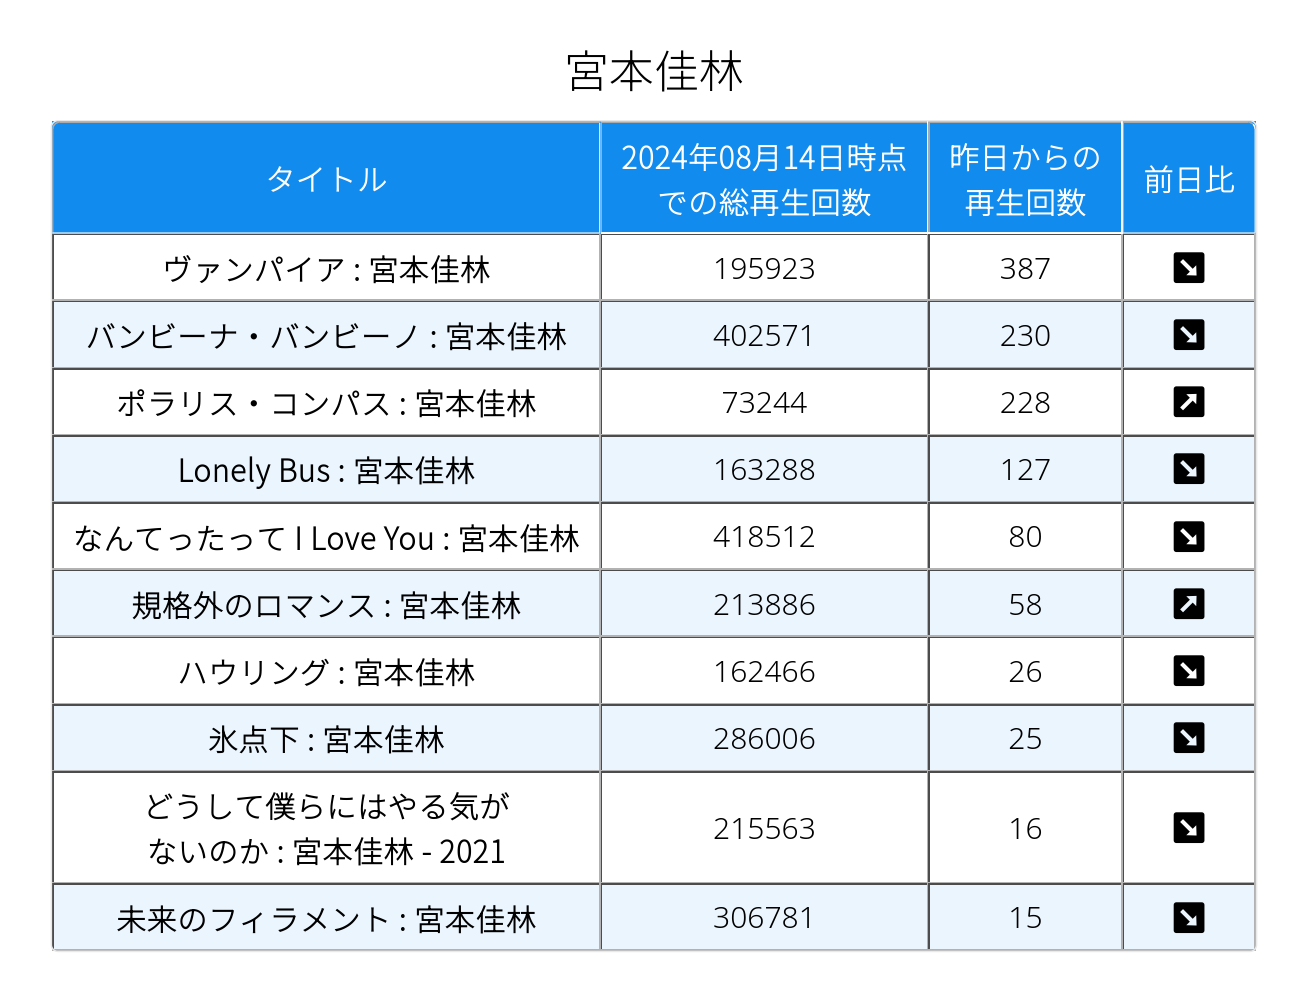 宮本佳林
タイトル
2024年08月14日時点
での総再生回数
昨日からの
再生回数
前日比
ヴァンパイア : 宮本佳林
195923
387
バンビーナ・バンビーノ : 宮本佳林
402571
230
ポラリス・コンパス : 宮本佳林
73244
228
Lonely Bus : 宮本佳林
163288
127
なんてったって I Love You : 宮本佳林
418512
80
規格外のロマンス : 宮本佳林
213886
58
ハウリング : 宮本佳林
162466
26
氷点下 : 宮本佳林
286006
25
どうして僕らにはやる気が
ないのか : 宮本佳林 - 2021
215563
16
未来のフィラメント : 宮本佳林
306781
15